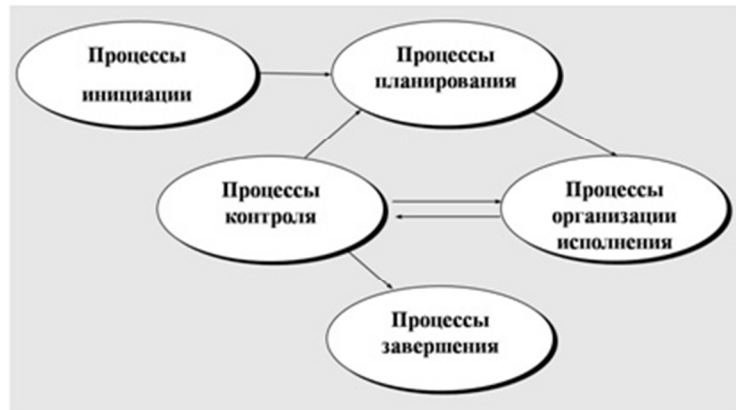 Процессы
инициации
Процессы
планирования
Процессы
контроля
Процессы
организации
исполнения
Процессы
завершения